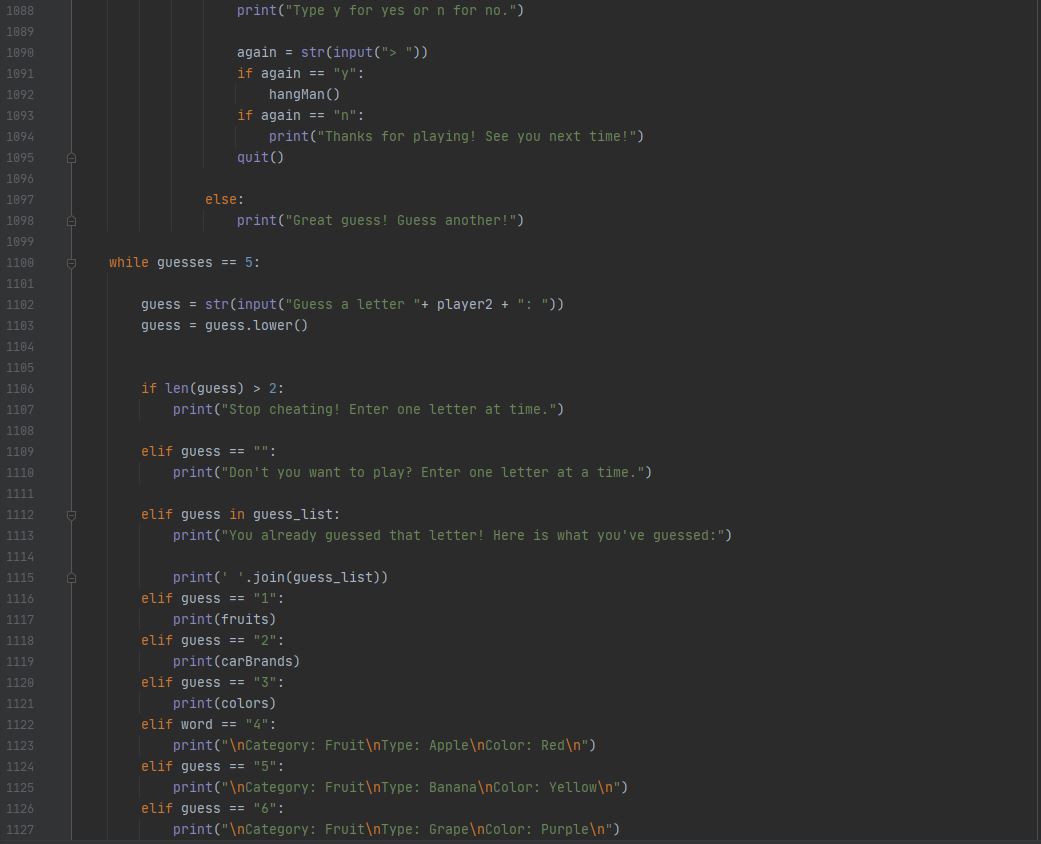 1088 print("Type y for yes or n for no.")
1089
1090 again = str(input("> "))
1091 if again == "y":
1092 hangMan()
1093 if again == "n":
1094 print("Thanks for playing! See you next time!")
1095 quit()
1096
1097 else:
1098 print("Great guess! Guess another!")
1099
1100 while guesses == 5:
1101
1102 guess = str(input("Guess a letter "+ player2 + ": "))
1103 guess = guess.lower()
1104
1105
1106 if len(guess) > 2:
1107 print("Stop cheating! Enter one letter at time.")
1108
1109 elif guess == "":
1110 print("Don't you want to play? Enter one letter at a time.")
1111
1112 elif guess in guess_list:
1113 print("You already guessed that letter! Here is what you've guessed:")
1114
1115 print(' '.join(guess_list))
1116 elif guess == "1":
1117 print(fruits)
1118 elif guess == "2":
1119 print(carBrands)
1120 elif guess == "3":
1121 print(colors)
1122 elif word == "4":
1123 print("\nCategory: Fruit\nType: Apple\nColor: Red\n")
1124 elif guess == "5":
1125 print("\nCategory: Fruit\nType: Banana\nColor: Yellow\n")
1126 elif guess == "6":
1127 print("\nCategory: Fruit\nType: Grape\nColor: Purple\n")